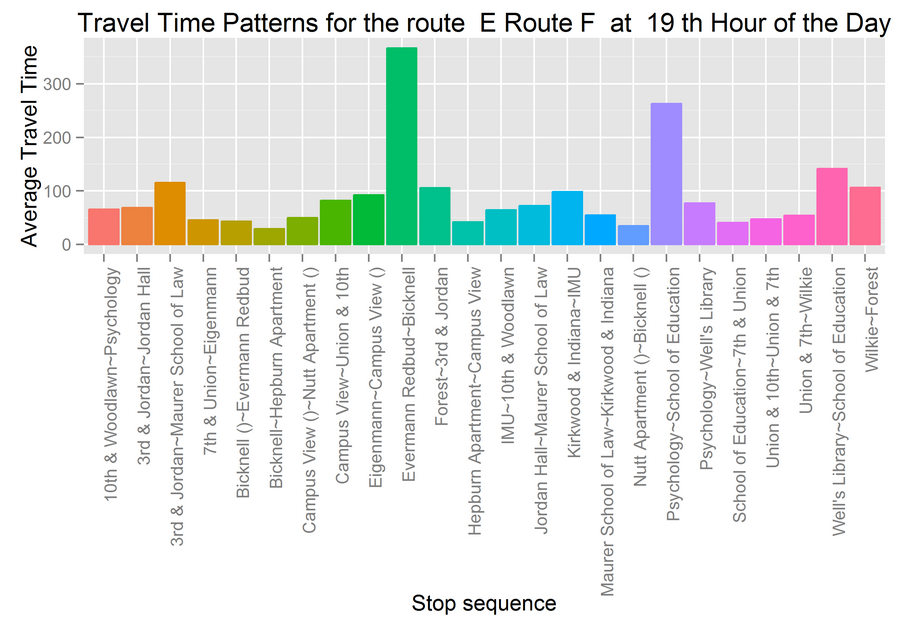 Travel Time Patterns for the route E Route F at 19 th Hour of the Day
Average Travel Time
300
200
100
0
10th & Woodlawn~Psychology
3rd & Jordan~Jordan Hall
3rd & Jordan~Maurer School of Law
7th & Union~Eigenmann
Bicknell ()~Evermann Redbud
Bicknell~Hepburn Apartment
Campus View ()~Nutt Apartment ()
Campus View~Union & 10th
Eigenmann~Campus View ()
Evermann Redbud~Bicknell
Forest~3rd & Jordan
Hepburn Apartment~Campus View
IMU~10th & Woodlawn
Jordan Hall~Maurer School of Law
Kirkwood & Indiana~IMU
Maurer School of Law~Kirkwood & Indiana
Nutt Apartment ()~Bicknell ()
Psychology~School of Education
Psychology~Well's Library
School of Education~7th & Union
Union & 10th~Union & 7th
Union & 7th~Wilkie
Well's Library~School of Education
Wilkie~Forest
Stop sequence